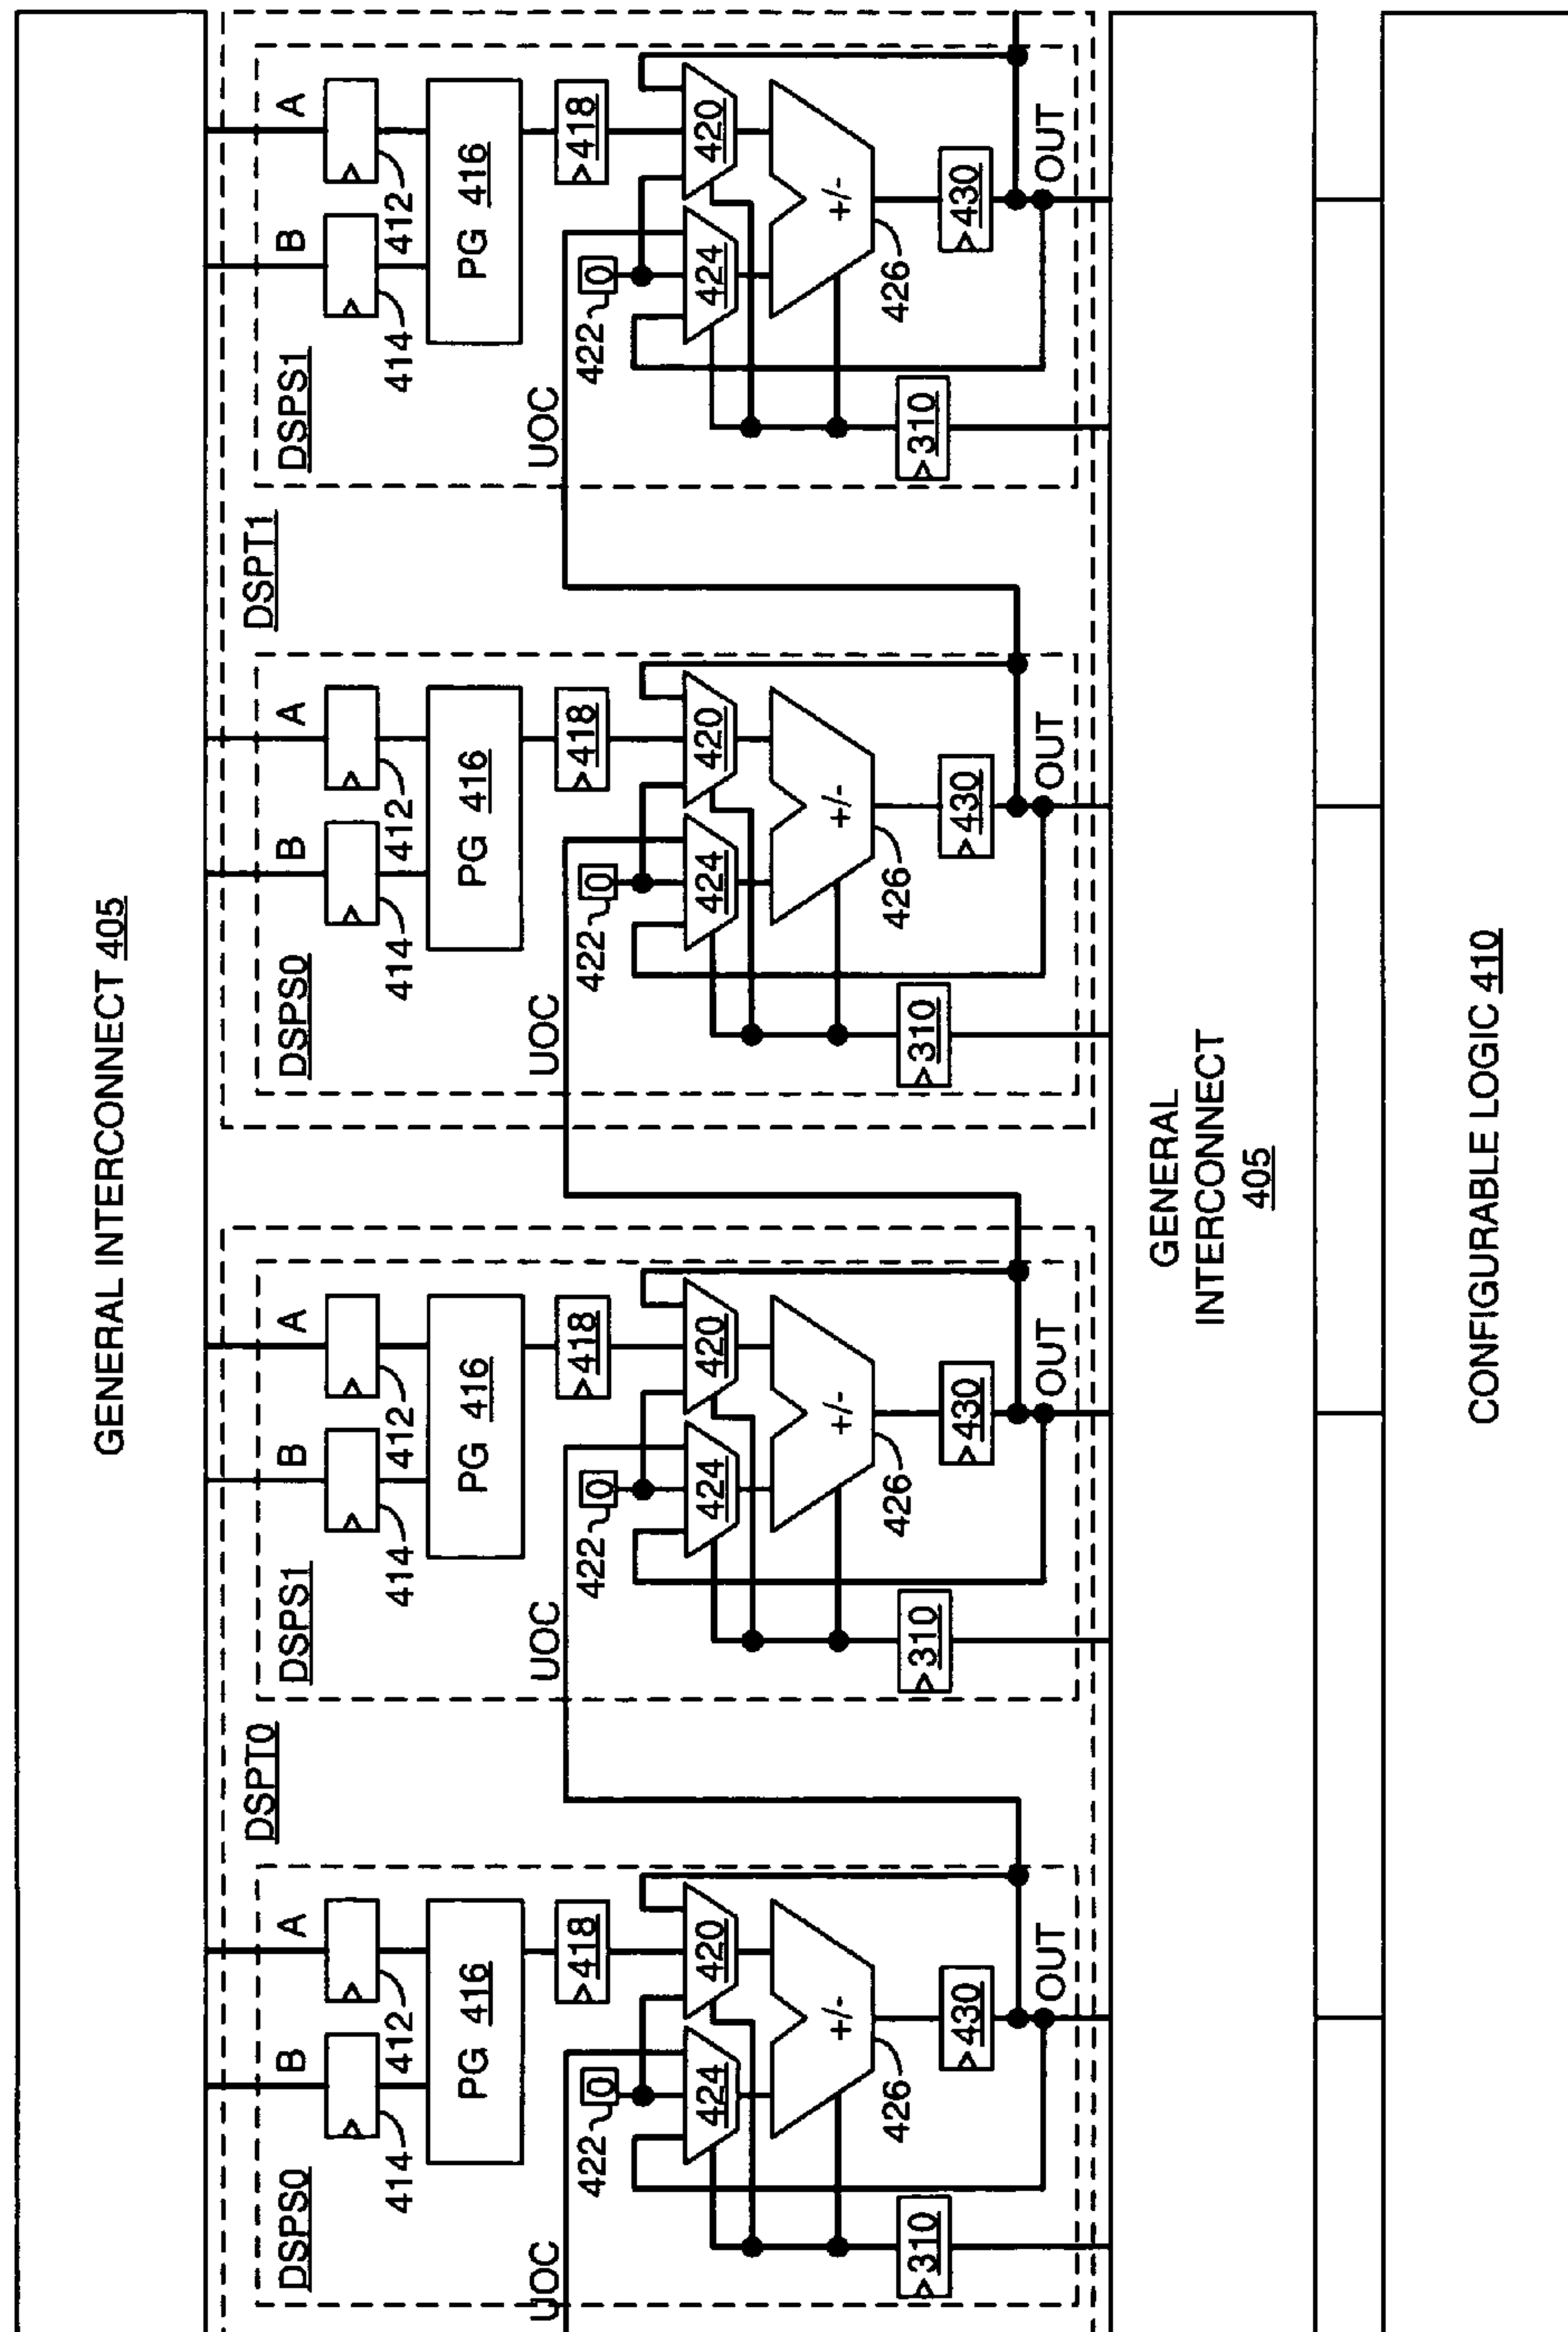 GENERAL INTERCONNECT 405
DSPT0
DSPT1
DSPS0
B
A
414
412
PG 416
UOC
422
0
>418
424
420
+/-
426
>310
>430
OUT
DSPS1
B
A
414
412
PG 416
UOC
422
0
>418
424
420
+/-
426
>310
>430
OUT
DSPS0
B
A
414
412
PG 416
UOC
422
0
>418
424
420
+/-
426
>310
>430
OUT
DSPS1
B
A
414
412
PG 416
UOC
422
0
>418
424
420
+/-
426
>310
>430
OUT
GENERAL
INTERCONNECT
405
CONFIGURABLE LOGIC 410